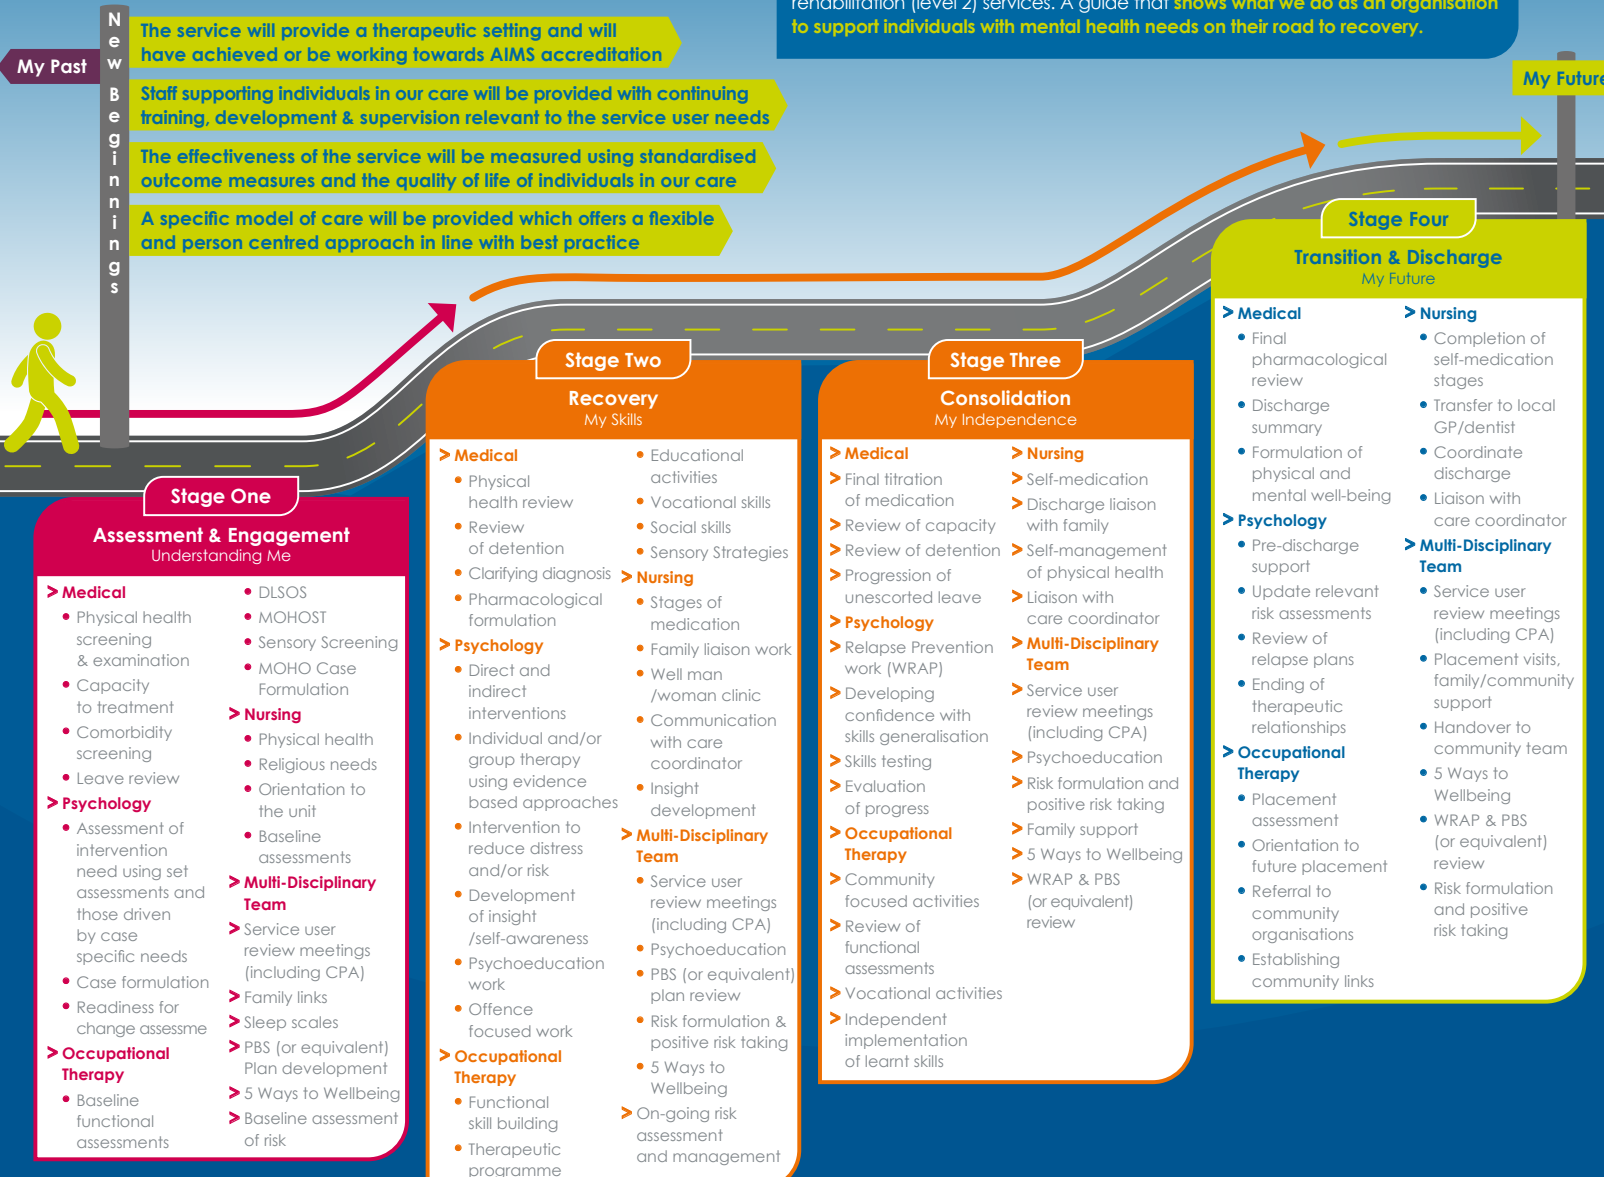 rehabilitation (level 2) services. A guide that shows what we do as an organisation
to support individuals with mental health needs on their road to recovery.
My Past
New Beginnings
The service will provide a therapeutic setting and will
have achieved or be working towards AIMS accreditation
Staff supporting individuals in our care will be provided with continuing
training, development & supervision relevant to the service user needs
The effectiveness of the service will be measured using standardised
outcome measures and the quality of life of individuals in our care
A specific model of care will be provided which offers a flexible
and person centred approach in line with best practice
My Future
Stage One
Assessment & Engagement
Understanding Me
> Medical
• Physical health
screening
& examination
• Capacity
to treatment
• Comorbidity
screening
• Leave review
> Psychology
• Assessment of
intervention
need using set
assessments and
those driven
by case
specific needs
• Case formulation
• Readiness for
change assessme
> Occupational
Therapy
• Baseline
functional
assessments
• DLSOS
• MOHOST
• Sensory Screening
• MOHO Case
Formulation
> Nursing
• Physical health
• Religious needs
• Orientation to
the unit
• Baseline
assessments
> Multi-Disciplinary
Team
> Service user
review meetings
(including CPA)
> Family links
> Sleep scales
> PBS (or equivalent)
Plan development
> 5 Ways to Wellbeing
> Baseline assessment
of risk
Stage Two
Recovery
My Skills
> Medical
• Physical
health review
• Review
of detention
• Clarifying diagnosis
• Pharmacological
formulation
> Psychology
• Direct and
indirect
interventions
• Individual and/or
group therapy
using evidence
based approaches
• Intervention to
reduce distress
and/or risk
• Development
of insight
/self-awareness
• Psychoeducation
work
• Offence
focused work
> Occupational
Therapy
• Functional
skill building
• Therapeutic
programme
• Educational
activities
• Vocational skills
• Social skills
• Sensory Strategies
> Nursing
• Stages of
medication
• Family liaison work
• Well man
/woman clinic
• Communication
with care
coordinator
• Insight
development
> Multi-Disciplinary
Team
• Service user
review meetings
(including CPA)
• Psychoeducation
• PBS (or equivalent)
plan review
• Risk formulation &
positive risk taking
• 5 Ways to
Wellbeing
> On-going risk
assessment
and management
Stage Three
Consolidation
My Independence
> Medical
> Final titration
of medication
> Review of capacity
> Review of detention
> Progression of
unescorted leave
> Psychology
> Relapse Prevention
work (WRAP)
> Developing
confidence with
skills generalisation
> Skills testing
> Evaluation
of progress
> Occupational
Therapy
> Community
focused activities
> Review of
functional
assessments
> Vocational activities
> Independent
implementation
of learnt skills
> Nursing
> Self-medication
> Discharge liaison
with family
> Self-management
of physical health
> Liaison with
care coordinator
> Multi-Disciplinary
Team
> Service user
review meetings
(including CPA)
> Psychoeducation
> Risk formulation and
positive risk taking
> Family support
> 5 Ways to Wellbeing
> WRAP & PBS
(or equivalent)
review
Stage Four
Transition & Discharge
My Future
> Medical
• Final
pharmacological
review
• Discharge
summary
• Formulation of
physical and
mental well-being
> Psychology
• Pre-discharge
support
• Update relevant
risk assessments
• Review of
relapse plans
• Ending of
therapeutic
relationships
> Occupational
Therapy
• Placement
assessment
• Orientation to
future placement
• Referral to
community
organisations
• Establishing
community links
> Nursing
• Completion of
self-medication
stages
• Transfer to local
GP/dentist
• Coordinate
discharge
• Liaison with
care coordinator
> Multi-Disciplinary
Team
• Service user
review meetings
(including CPA)
• Placement visits,
family/community
support
• Handover to
community team
• 5 Ways to
Wellbeing
• WRAP & PBS
(or equivalent)
review
• Risk formulation
and positive
risk taking